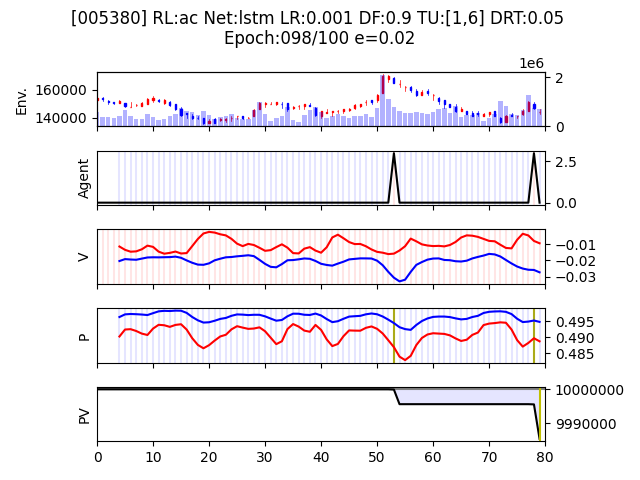 [005380] RL:ac Net:lstm LR:0.001 DF:0.9 TU:[1,6] DRT:0.05
Epoch:098/100 e=0.02
1e6
Env.
160000
140000
2
0
Agent
2.5
0.0
V
−0.01
−0.02
−0.03
P
0.495
0.490
0.485
PV
10000000
9990000
0 10 20 30 40 50 60 70 80